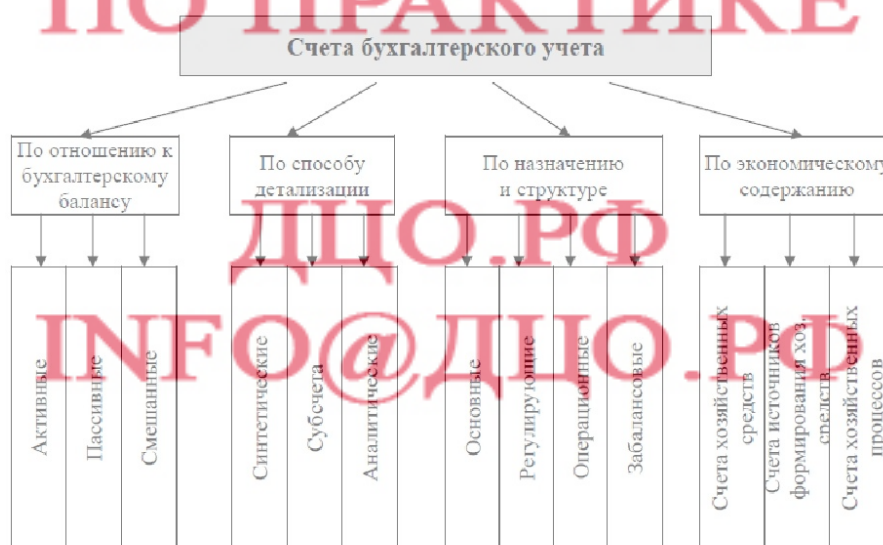 ПО ПРАКТИКЕ
Счета бухгалтерского учета
По отношению к
бухгалтерскому
балансу
По способу
детализации
По назначению
и структуре
По экономическому
содержанию
ДЦО.РФ
INFO@ДЦО.РФ
Активные
Пассивные
Смешанные
Синтетические
Субсчета
Аналитические
Основные
Регулирующие
Операционные
Забалансовые
Счета хозяйственных
средств
Счета источников
формирования хоз.
средств
Счета хозяйственных
процессов